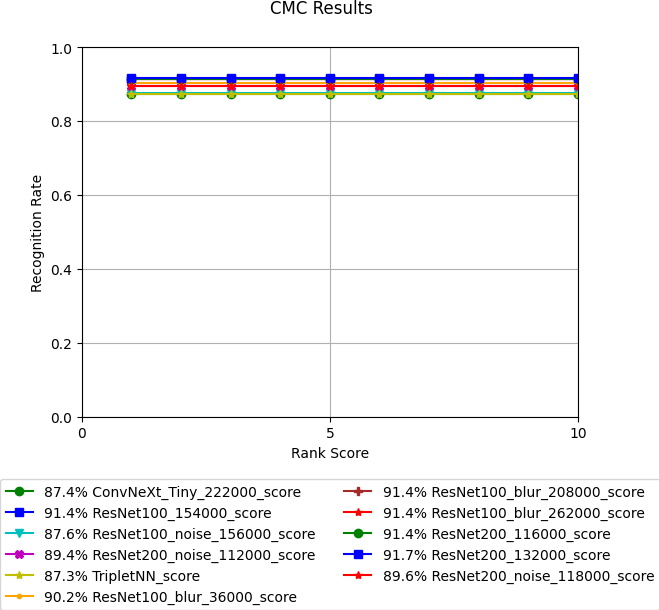 CMC Results
1.0
0.8
0.6
0.4
0.2
0.0
Recognition Rate
0 5 10
Rank Score
87.4% ConvNeXt_Tiny_222000_score
91.4% ResNet100_154000_score
87.6% ResNet100_noise_156000_score
89.4% ResNet200_noise_112000_score
87.3% TripletNN_score
90.2% ResNet100_blur_36000_score
91.4% ResNet100_blur_208000_score
91.4% ResNet100_blur_262000_score
91.4% ResNet200_116000_score
91.7% ResNet200_132000_score
89.6% ResNet200_noise_118000_score